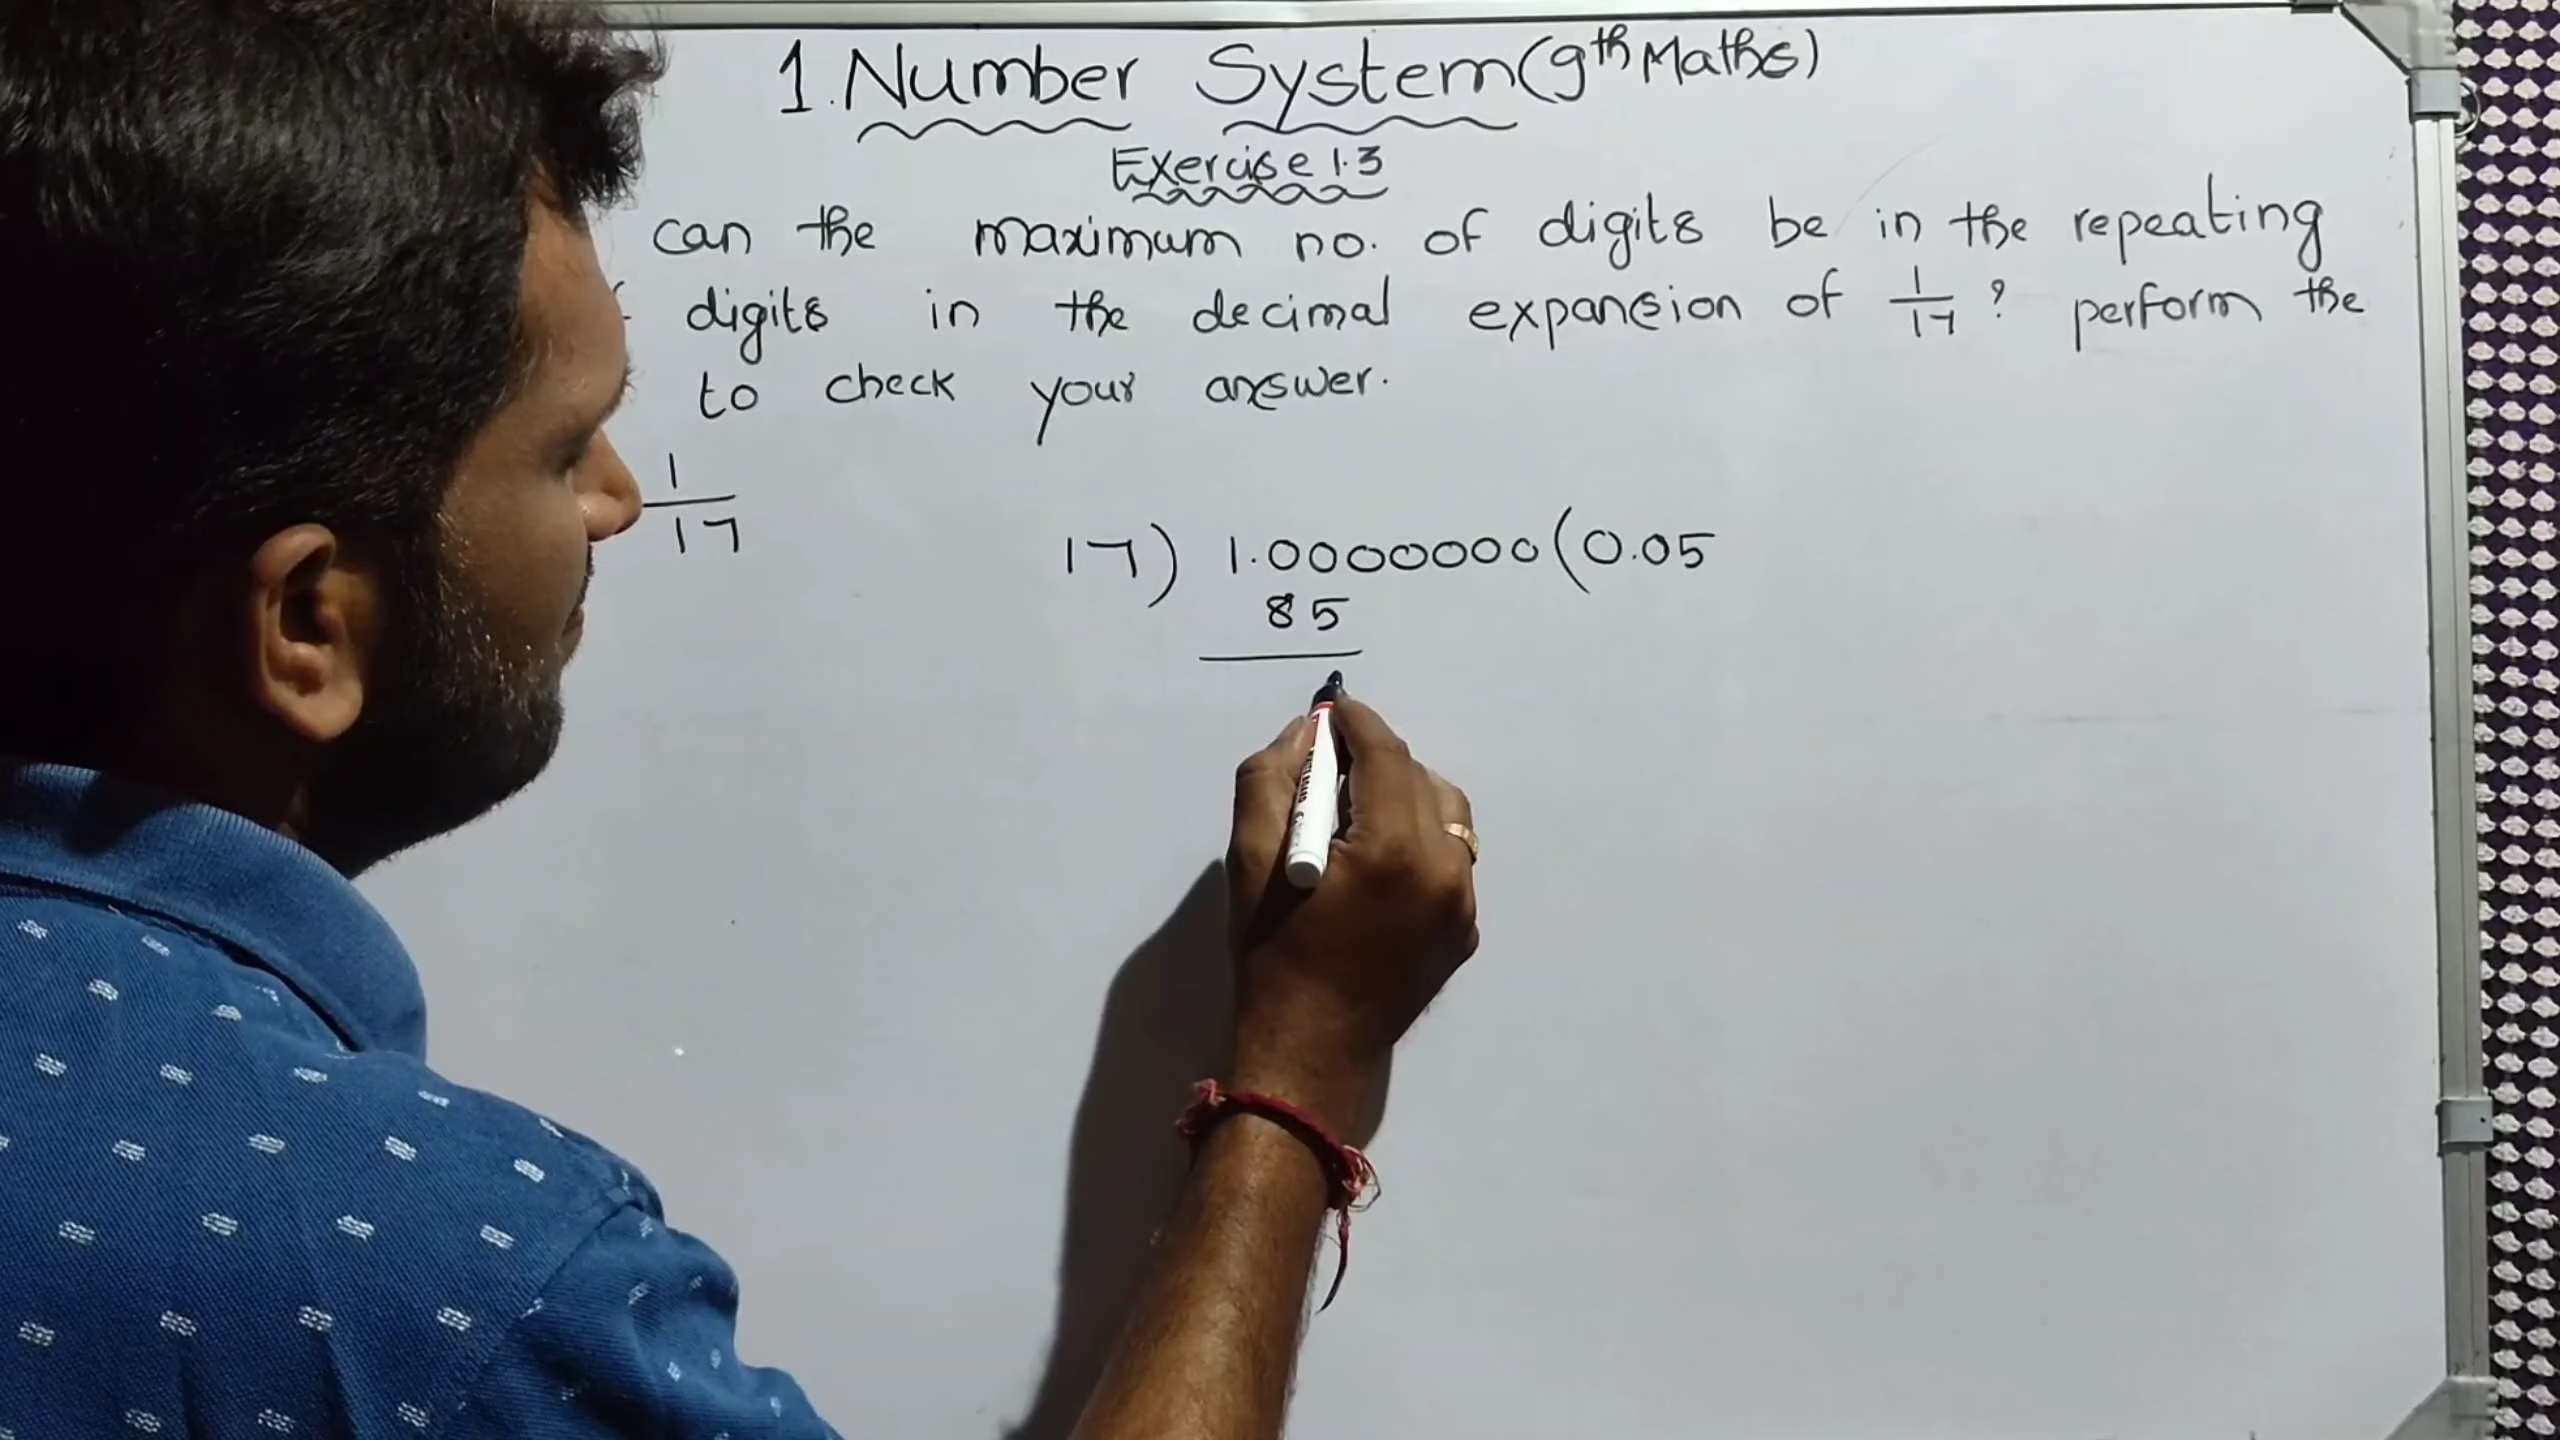 1. Number System (9th Maths)
Exercise 1.3
can the maximum no. of digits be in the repeating
digits in the decimal expansion of 1/17 ? perform the
to check your answer.
1/17
17) 1.0000000(0.05
85